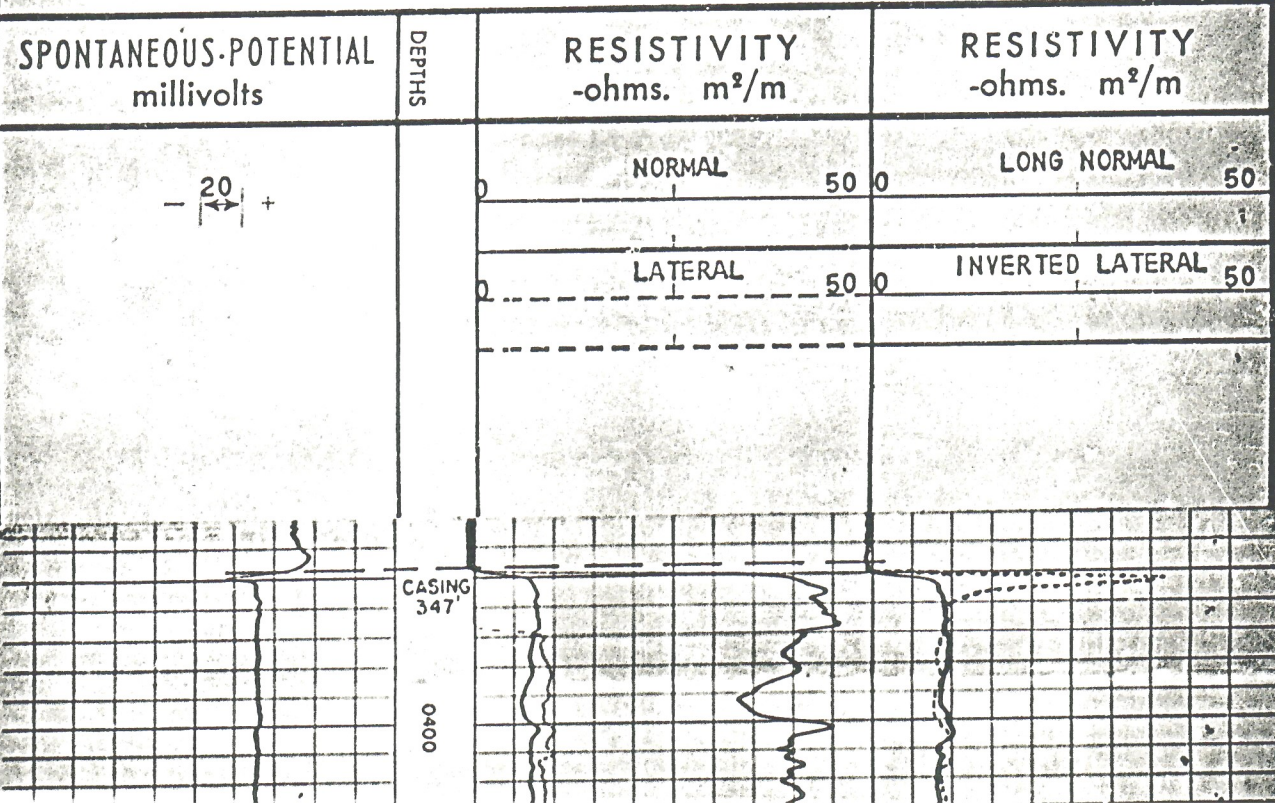 SPONTANEOUS-POTENTIAL
millivolts
DEPTHS
RESISTIVITY
-ohms. m²/m
RESISTIVITY
-ohms. m²/m
- 20 +
NORMAL
0 50
LATERAL
0 50
LONG NORMAL
0 50
INVERTED LATERAL
0 50
CASING
347'
0400